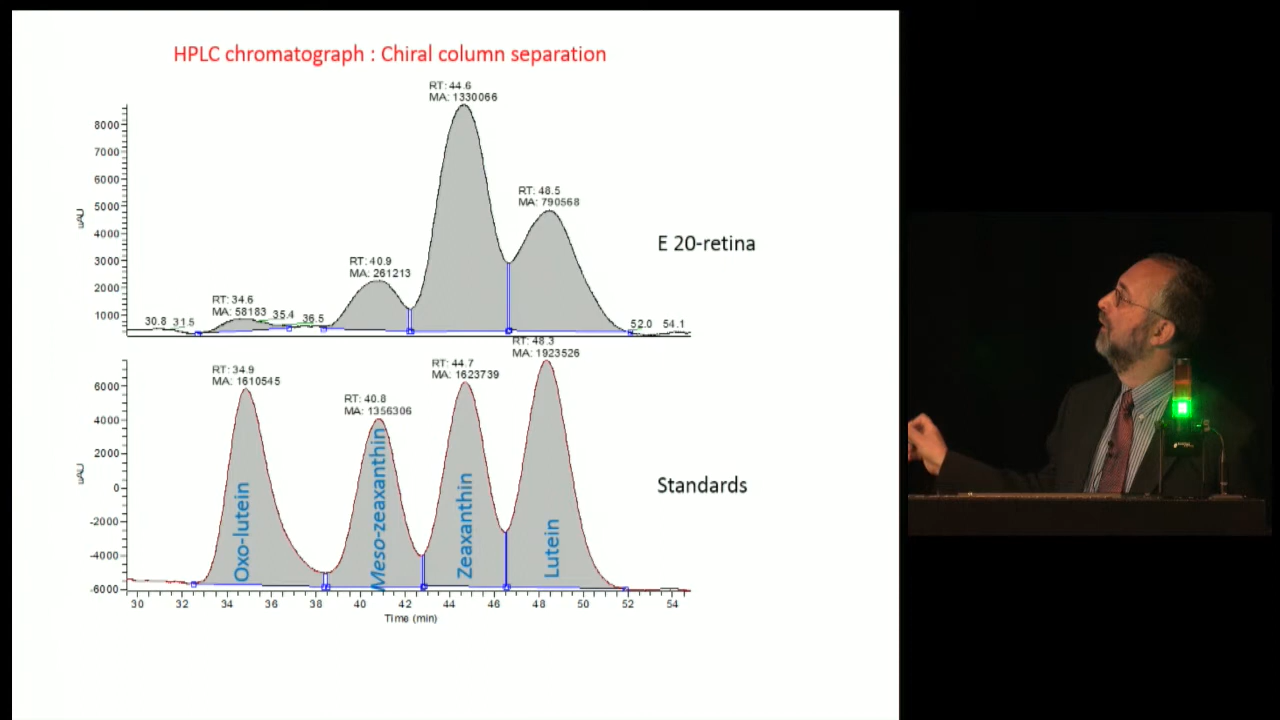 HPLC chromatograph : Chiral column separation
RT: 44.6
MA: 1330066
8000
7000
6000
5000
4000
3000
2000
1000
uAU
RT: 48.5
MA: 790568
RT: 40.9
MA: 261213
RT: 34.6
MA: 58183
35.4
36.5
30.8
31.5
52.0
54.1
E 20-retina
RT: 48.3
MA: 1923526
RT: 44.7
MA: 1623739
RT: 34.9
MA: 1610545
RT: 40.8
MA: 1356306
6000
4000
2000
0
-2000
-4000
-6000
uAU
Oxo-lutein
Meso-zeaxanthin
Zeaxanthin
Lutein
Standards
30 32 34 36 38 40 42 44 46 48 50 52 54
Time (min)